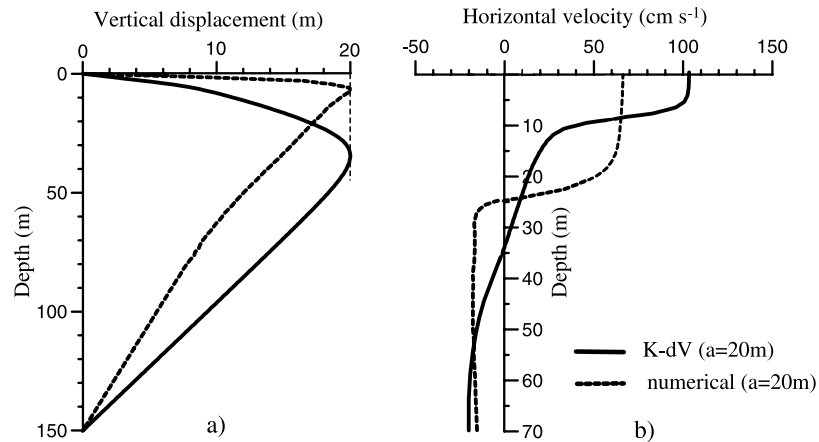 Vertical displacement (m)
0 10 20
0
50
100
150
Depth (m)
a)
Horizontal velocity (cm s-1)
-50 0 50 100 150
10
20
30
40
50
60
70
Depth (m)
K-dV (a=20m)
numerical (a=20m)
b)